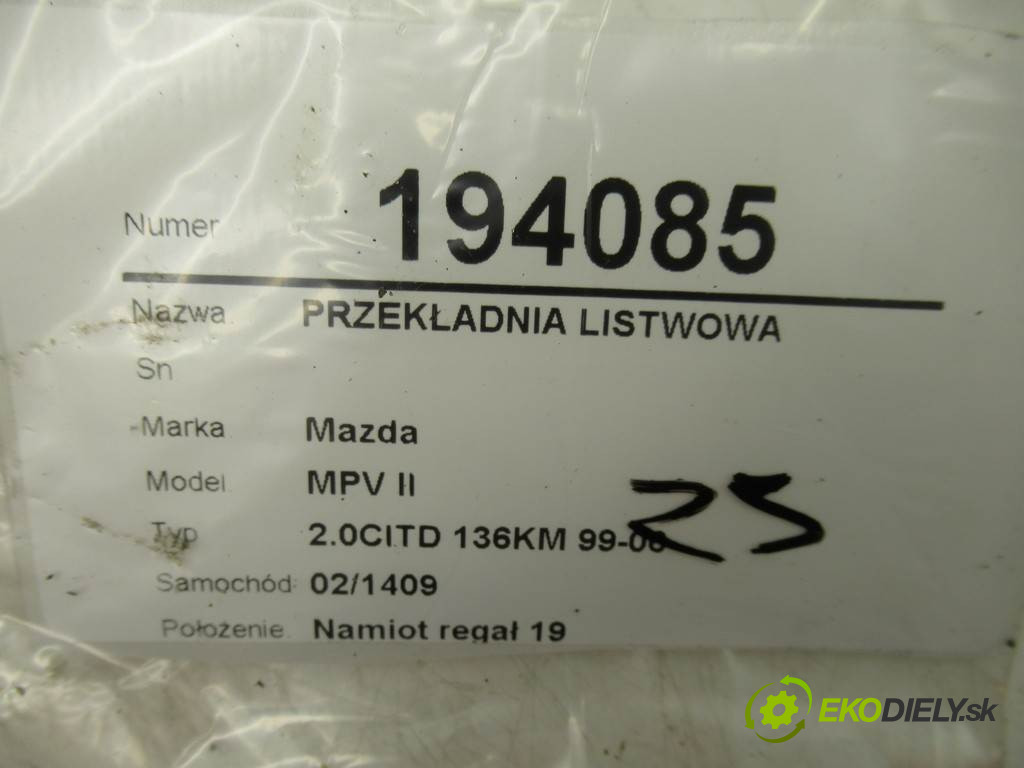 Numer 194085
Nazwa PRZEKŁADNIA LISTWOWA
Sn
Marka Mazda
Model MPV II
Typ 2.0CITD 136KM 99-06
Samochód: 02/1409
Położenie: Namiot regał 19
EKODIELY.sk